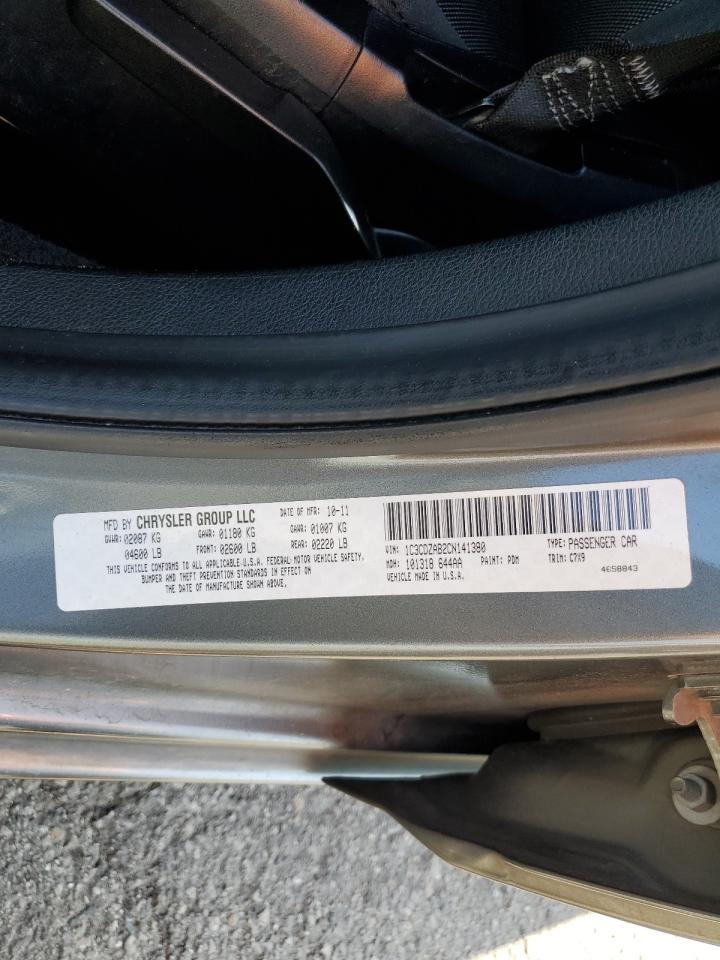 MFD BY CHRYSLER GROUP LLC DATE OF MFR: 10-11
GVWR: 02087 KG GAWR: 01180 KG GAWR: 01007 KG
04600 LB FRONT: 02600 LB REAR: 02220 LB
THIS VEHICLE CONFORMS TO ALL APPLICABLE U.S.A. FEDERAL MOTOR VEHICLE SAFETY,
BUMPER AND THEFT PREVENTION STANDARDS IN EFFECT ON
THE DATE OF MANUFACTURE SHOWN ABOVE.
VIN: 1C3CDZAB2CN141380 TYPE: PASSENGER CAR
MDH: 101318 644AA PAINT: PDM TRIM: C7X9
VEHICLE MADE IN U.S.A. 4658843